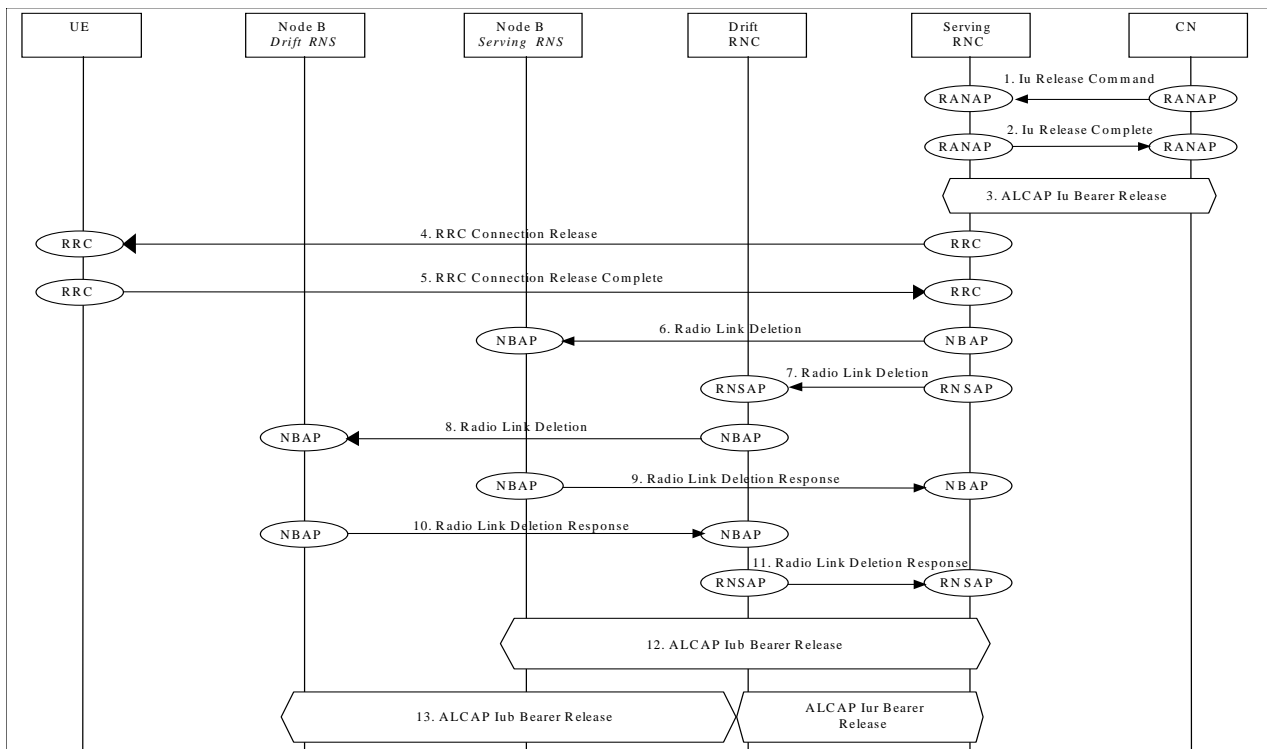 UE
Node B
Drift RNS
Node B
Serving RNS
Drift
RNC
Serving
RNC
CN
1. Iu Release Command
RANAP
RANAP
2. Iu Release Complete
RANAP
RANAP
3. ALCAP Iu Bearer Release
4. RRC Connection Release
RRC
RRC
5. RRC Connection Release Complete
RRC
RRC
6. Radio Link Deletion
NBAP
NBAP
7. Radio Link Deletion
RNSAP
RNSAP
8. Radio Link Deletion
NBAP
NBAP
9. Radio Link Deletion Response
NBAP
NBAP
10. Radio Link Deletion Response
NBAP
NBAP
11. Radio Link Deletion Response
RNSAP
RNSAP
12. ALCAP Iub Bearer Release
13. ALCAP Iub Bearer Release
ALCAP Iur Bearer
Release